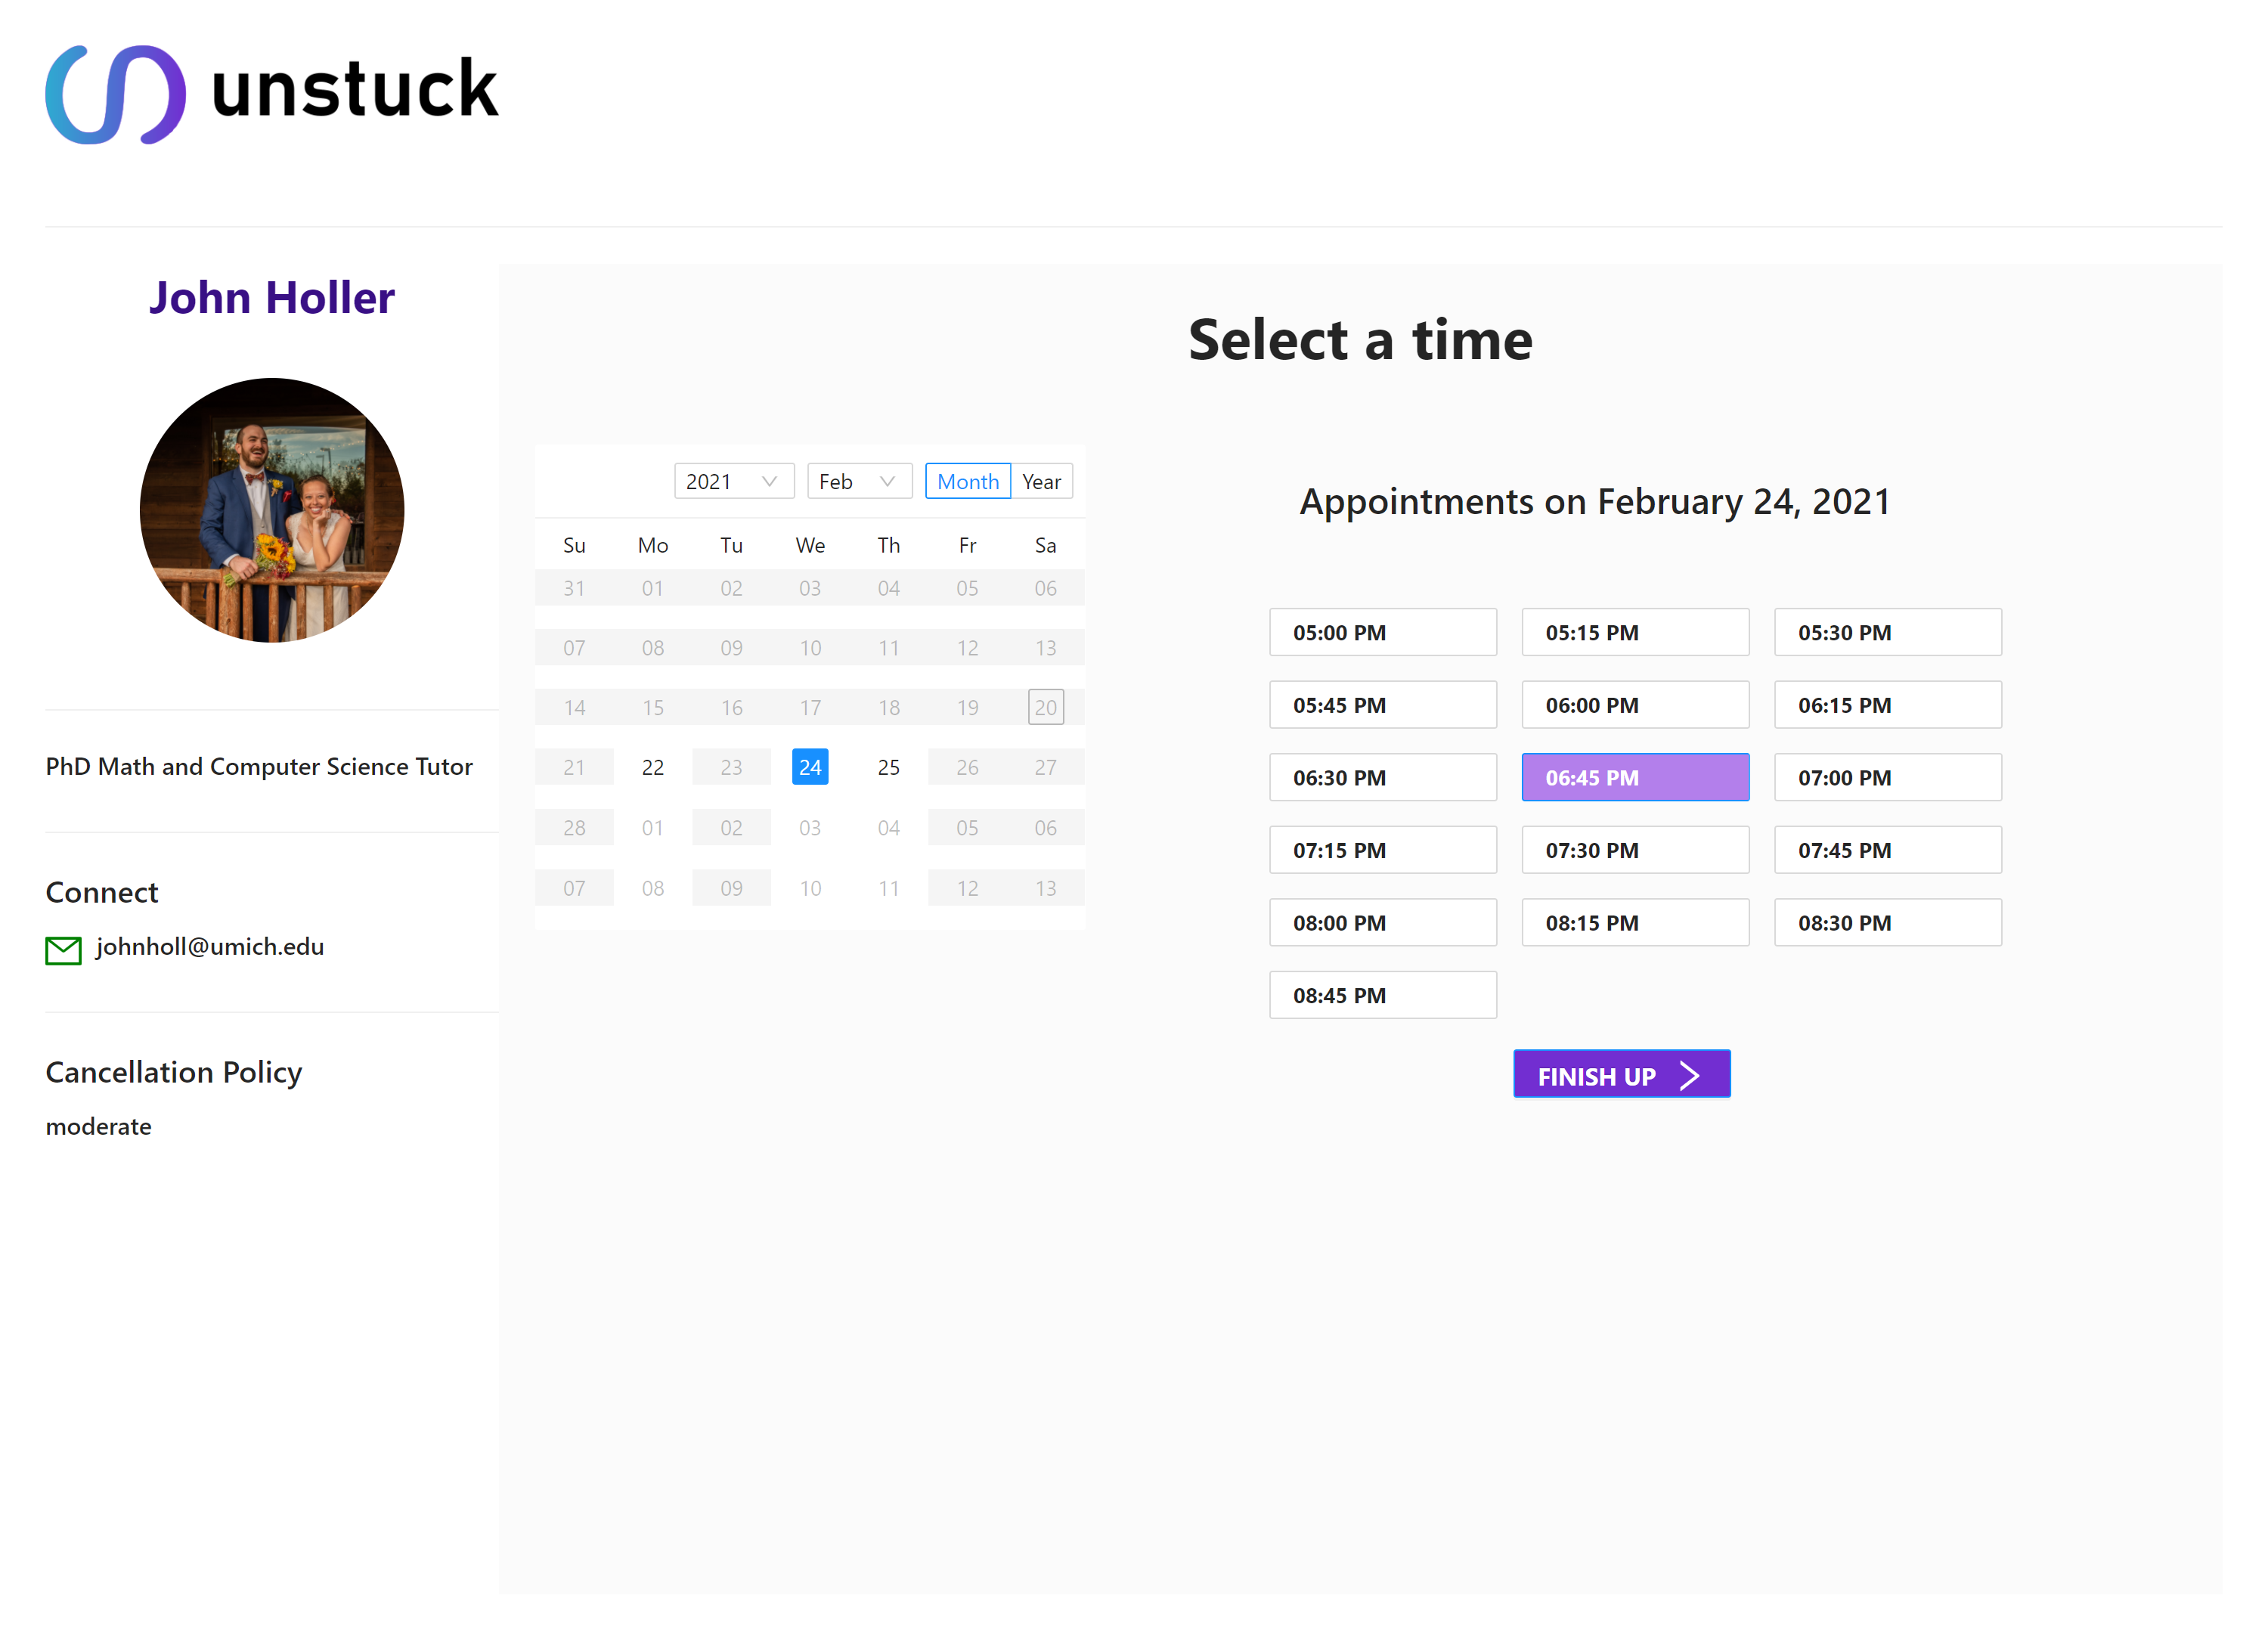 unstuck
John Holler
PhD Math and Computer Science Tutor
Connect
johnholl@umich.edu
Cancellation Policy
moderate
Select a time
2021 Feb Month Year
Su Mo Tu We Th Fr Sa
31 01 02 03 04 05 06
07 08 09 10 11 12 13
14 15 16 17 18 19 20
21 22 23 24 25 26 27
28 01 02 03 04 05 06
07 08 09 10 11 12 13
Appointments on February 24, 2021
05:00 PM 05:15 PM 05:30 PM
05:45 PM 06:00 PM 06:15 PM
06:30 PM 06:45 PM 07:00 PM
07:15 PM 07:30 PM 07:45 PM
08:00 PM 08:15 PM 08:30 PM
08:45 PM
FINISH UP